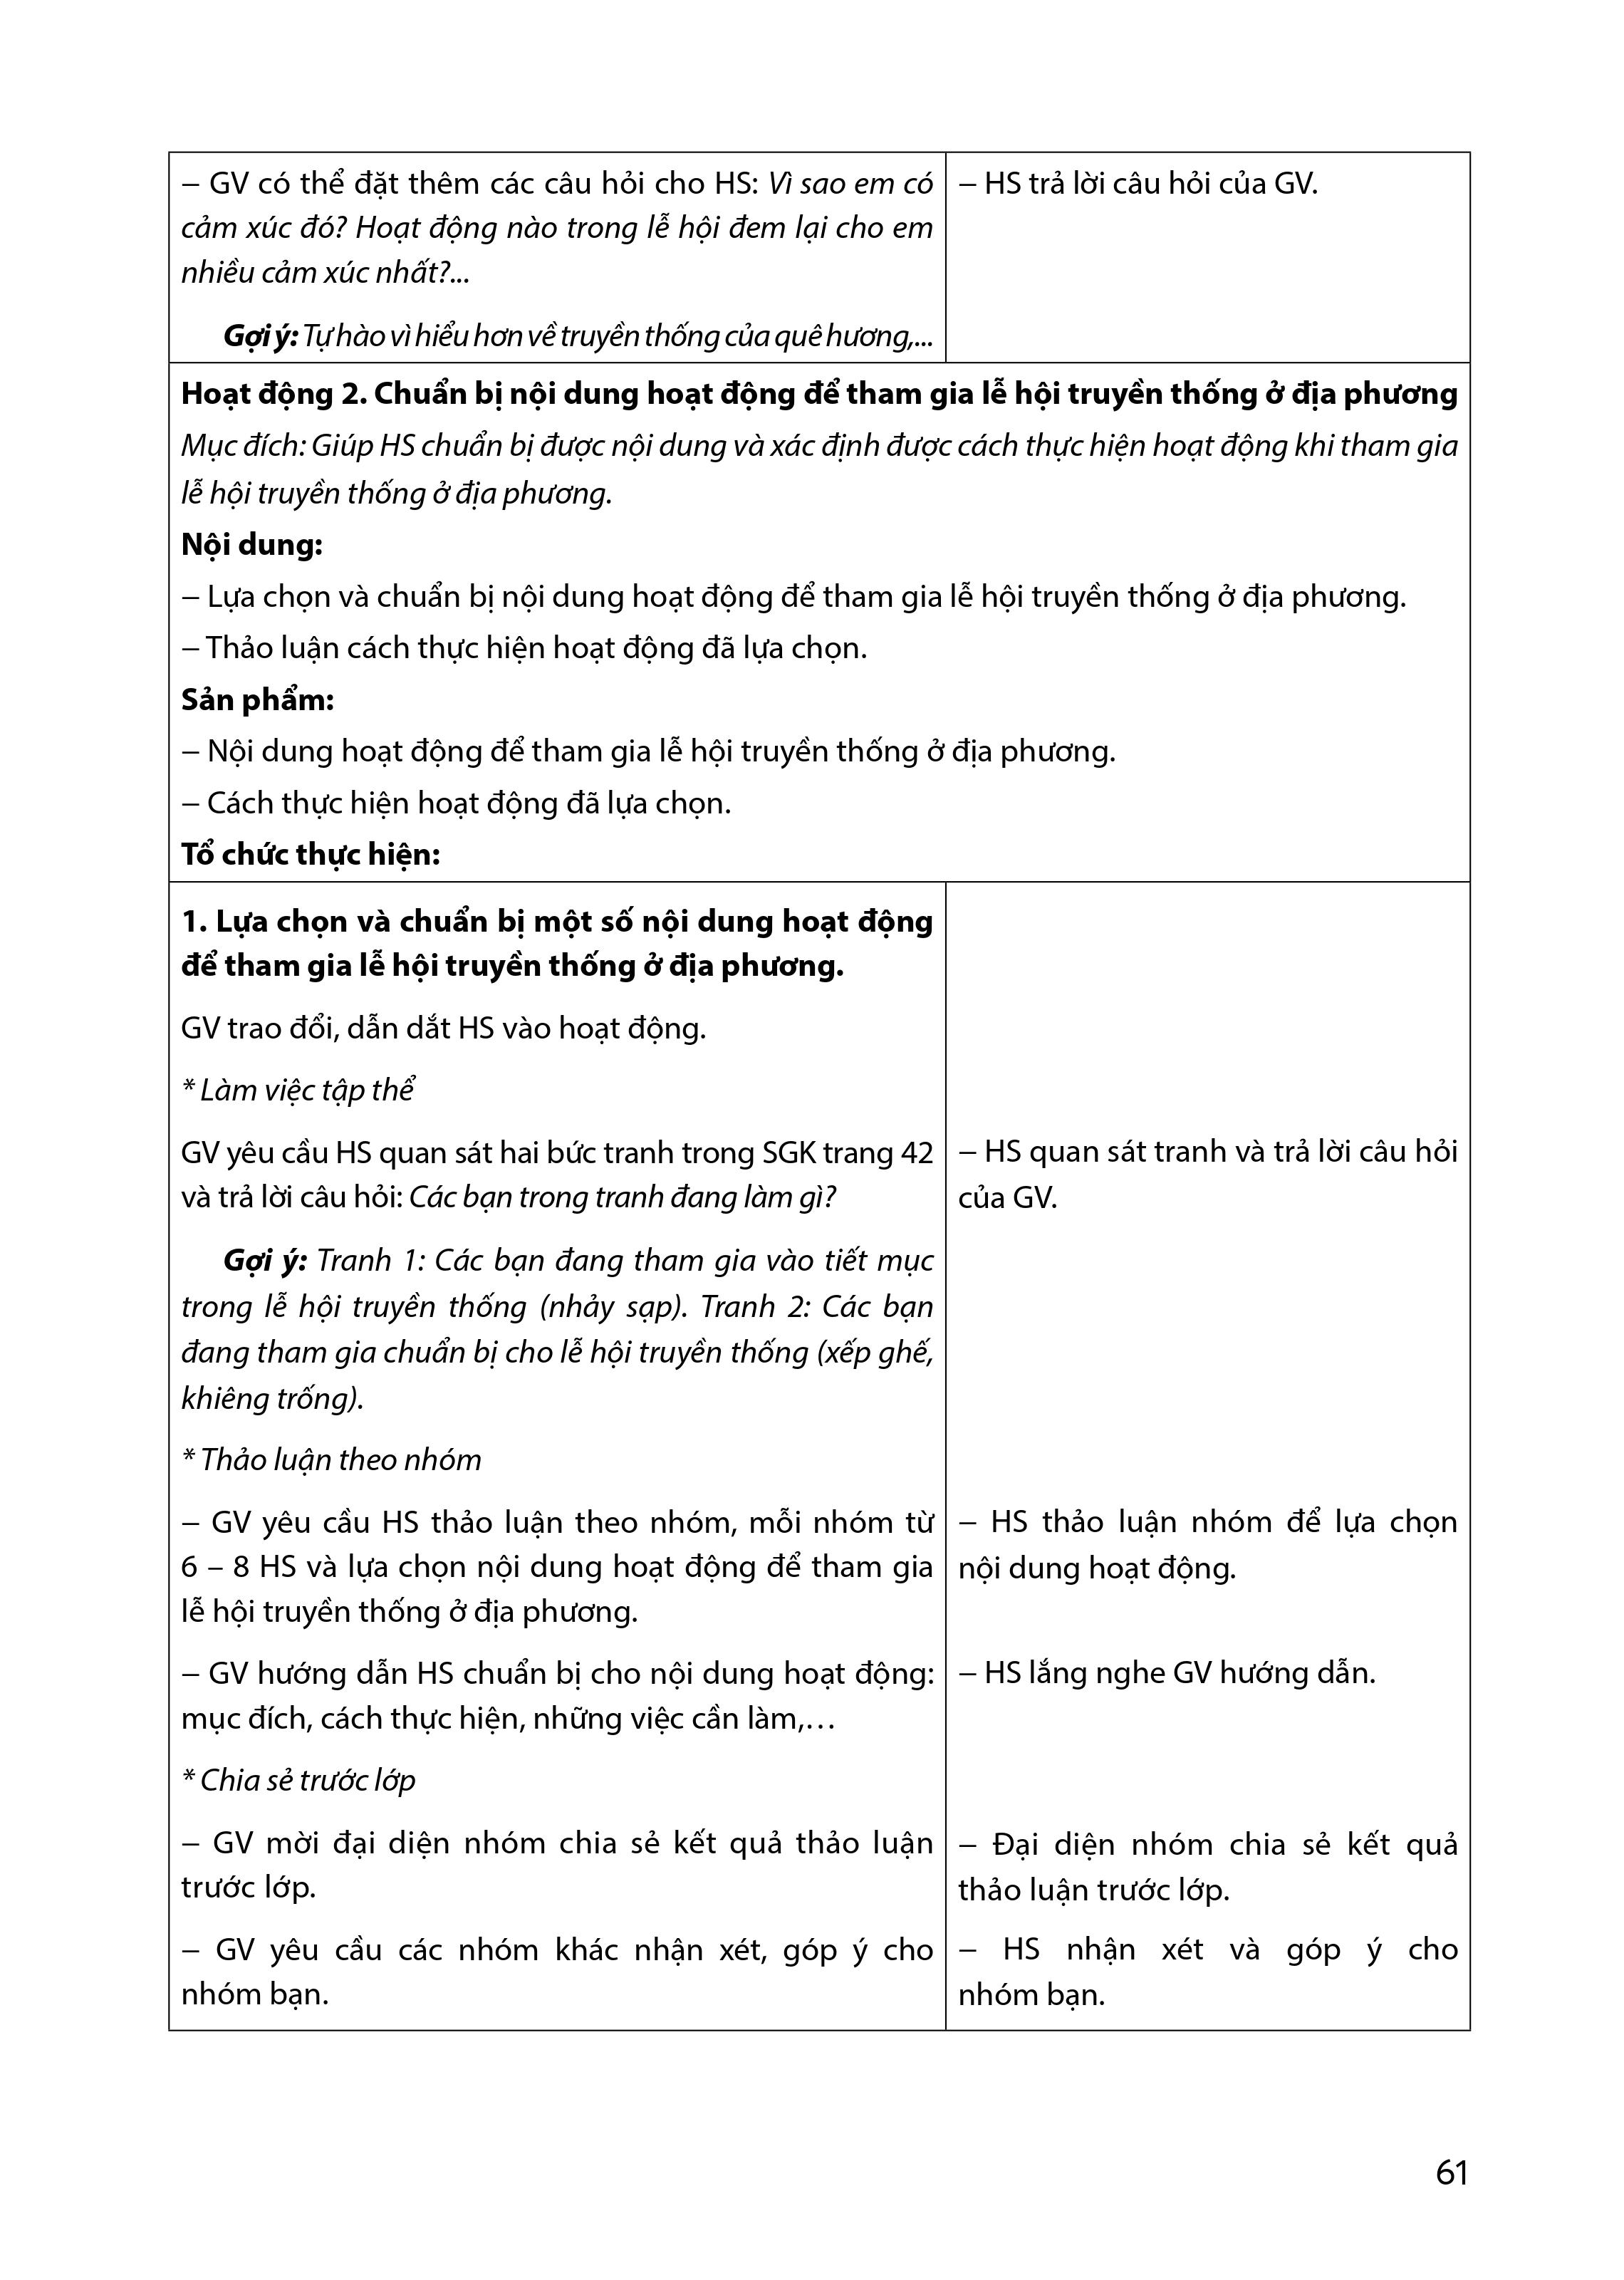 – GV có thể đặt thêm các câu hỏi cho HS: Vì sao em có
cảm xúc đó? Hoạt động nào trong lễ hội đem lại cho em
nhiều cảm xúc nhất?...
Gợi ý: Tự hào vì hiểu hơn về truyền thống của quê hương,...
– HS trả lời câu hỏi của GV.
Hoạt động 2. Chuẩn bị nội dung hoạt động để tham gia lễ hội truyền thống ở địa phương
Mục đích: Giúp HS chuẩn bị được nội dung và xác định được cách thực hiện hoạt động khi tham gia
lễ hội truyền thống ở địa phương.
Nội dung:
– Lựa chọn và chuẩn bị nội dung hoạt động để tham gia lễ hội truyền thống ở địa phương.
– Thảo luận cách thực hiện hoạt động đã lựa chọn.
Sản phẩm:
– Nội dung hoạt động để tham gia lễ hội truyền thống ở địa phương.
– Cách thực hiện hoạt động đã lựa chọn.
Tổ chức thực hiện:
1. Lựa chọn và chuẩn bị một số nội dung hoạt động
để tham gia lễ hội truyền thống ở địa phương.
GV trao đổi, dẫn dắt HS vào hoạt động.
* Làm việc tập thể
GV yêu cầu HS quan sát hai bức tranh trong SGK trang 42
và trả lời câu hỏi: Các bạn trong tranh đang làm gì?
Gợi ý: Tranh 1: Các bạn đang tham gia vào tiết mục
trong lễ hội truyền thống (nhảy sạp). Tranh 2: Các bạn
đang tham gia chuẩn bị cho lễ hội truyền thống (xếp ghế,
khiêng trống).
* Thảo luận theo nhóm
– GV yêu cầu HS thảo luận theo nhóm, mỗi nhóm từ
6 – 8 HS và lựa chọn nội dung hoạt động để tham gia
lễ hội truyền thống ở địa phương.
– GV hướng dẫn HS chuẩn bị cho nội dung hoạt động:
mục đích, cách thực hiện, những việc cần làm,…
* Chia sẻ trước lớp
– GV mời đại diện nhóm chia sẻ kết quả thảo luận
trước lớp.
– GV yêu cầu các nhóm khác nhận xét, góp ý cho
nhóm bạn.
– HS quan sát tranh và trả lời câu hỏi
của GV.
– HS thảo luận nhóm để lựa chọn
nội dung hoạt động.
– HS lắng nghe GV hướng dẫn.
– Đại diện nhóm chia sẻ kết quả
thảo luận trước lớp.
– HS nhận xét và góp ý cho
nhóm bạn.
61